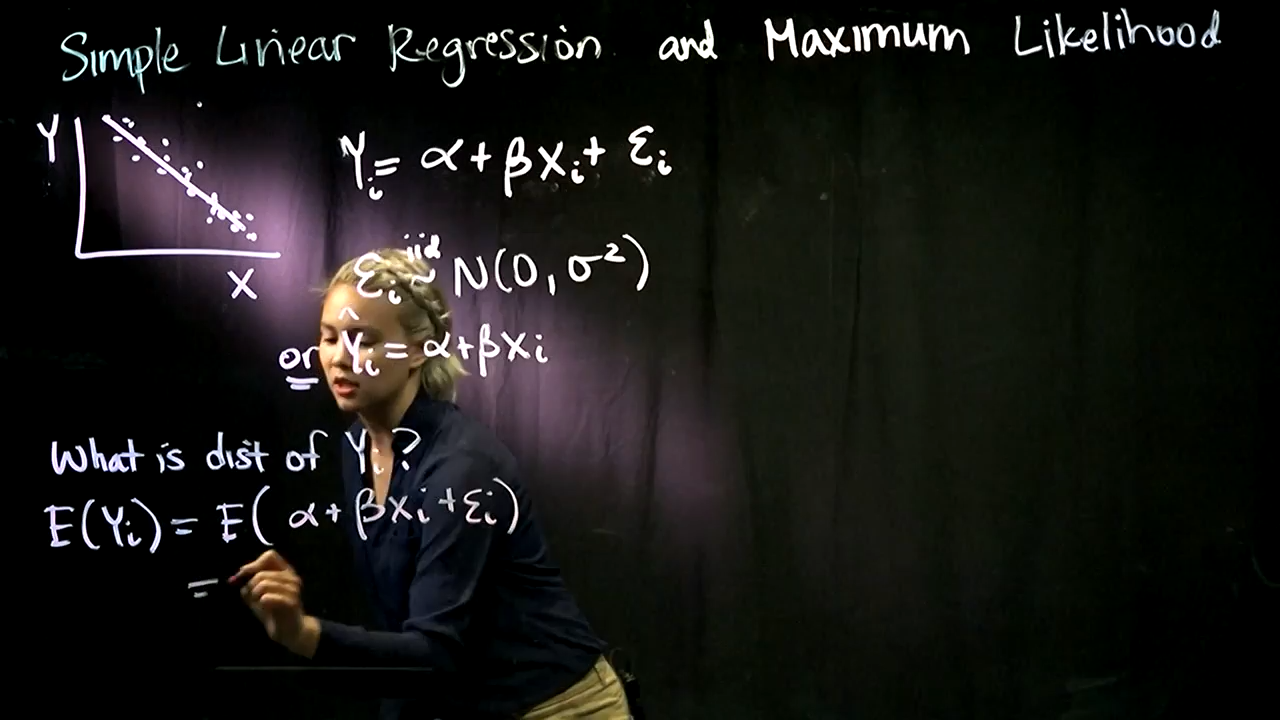 Simple Linear Regression and Maximum Likelihood
Y
X
Yᵢ = α + βXᵢ + εᵢ
εᵢ iid ~ N(0, σ²)
or Ŷᵢ = α + βXᵢ
What is dist of Yᵢ?
E(Yᵢ) = E( α + βXᵢ + εᵢ)
=